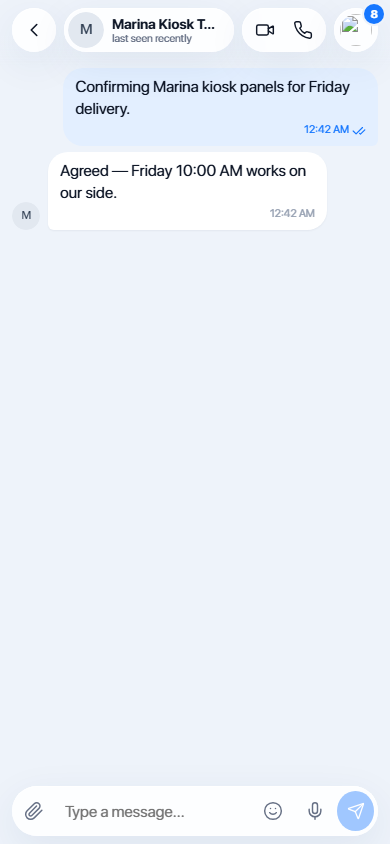 M
Marina Kiosk T...
last seen recently
8
Confirming Marina kiosk panels for Friday
delivery.
12:42 AM
Agreed — Friday 10:00 AM works on
our side.
12:42 AM
M
Type a message...